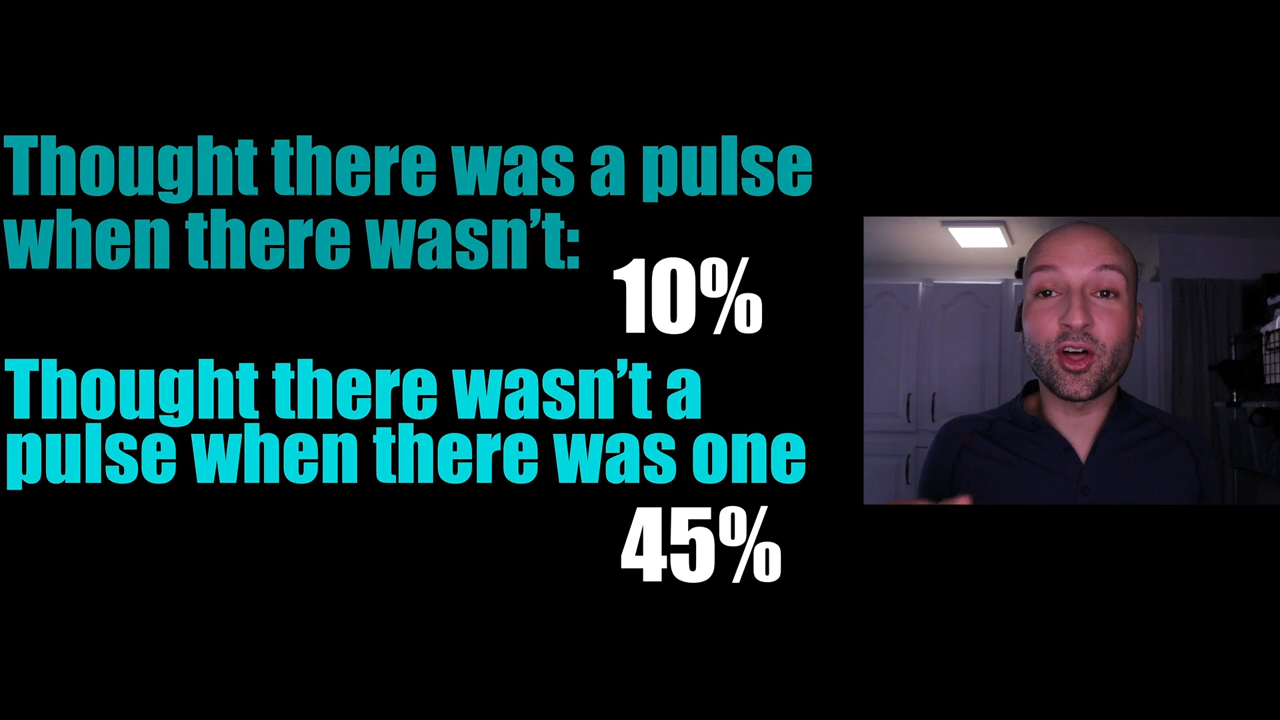 Thought there was a pulse
when there wasn’t:
10%
Thought there wasn’t a
pulse when there was one
45%